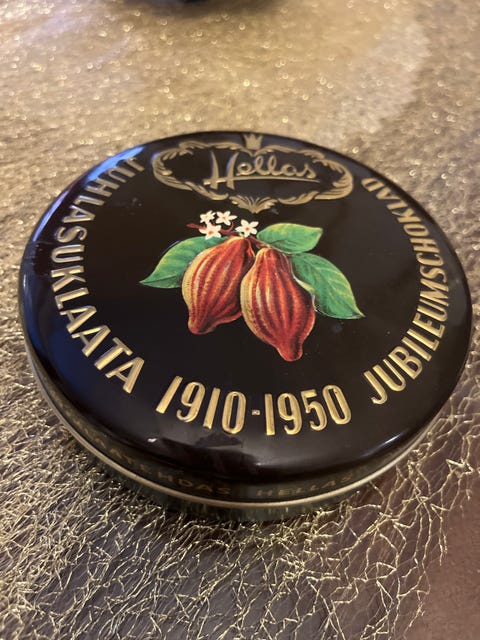 Hellas
JUHLASUKLAATA
1910-1950
JUBILEUMSCHOKLAD
HELLAS